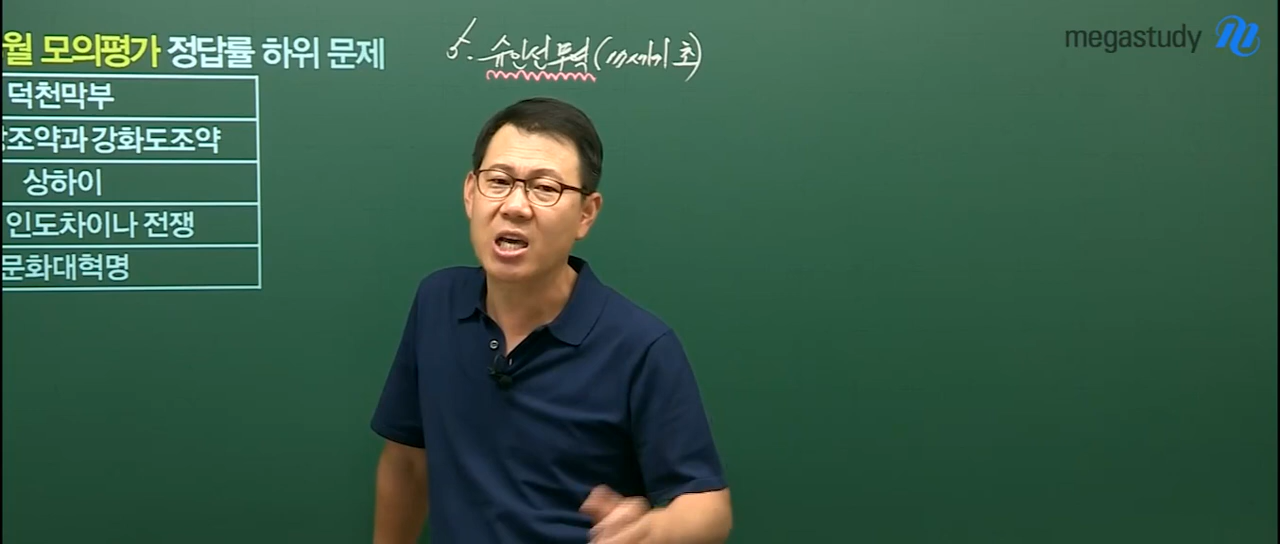 월 모의평가 정답률 하위 문제
덕천막부
조약과 강화도조약
상하이
인도차이나 전쟁
문화대혁명
5. 슈인선 무역 (17세기 초)
megastudy